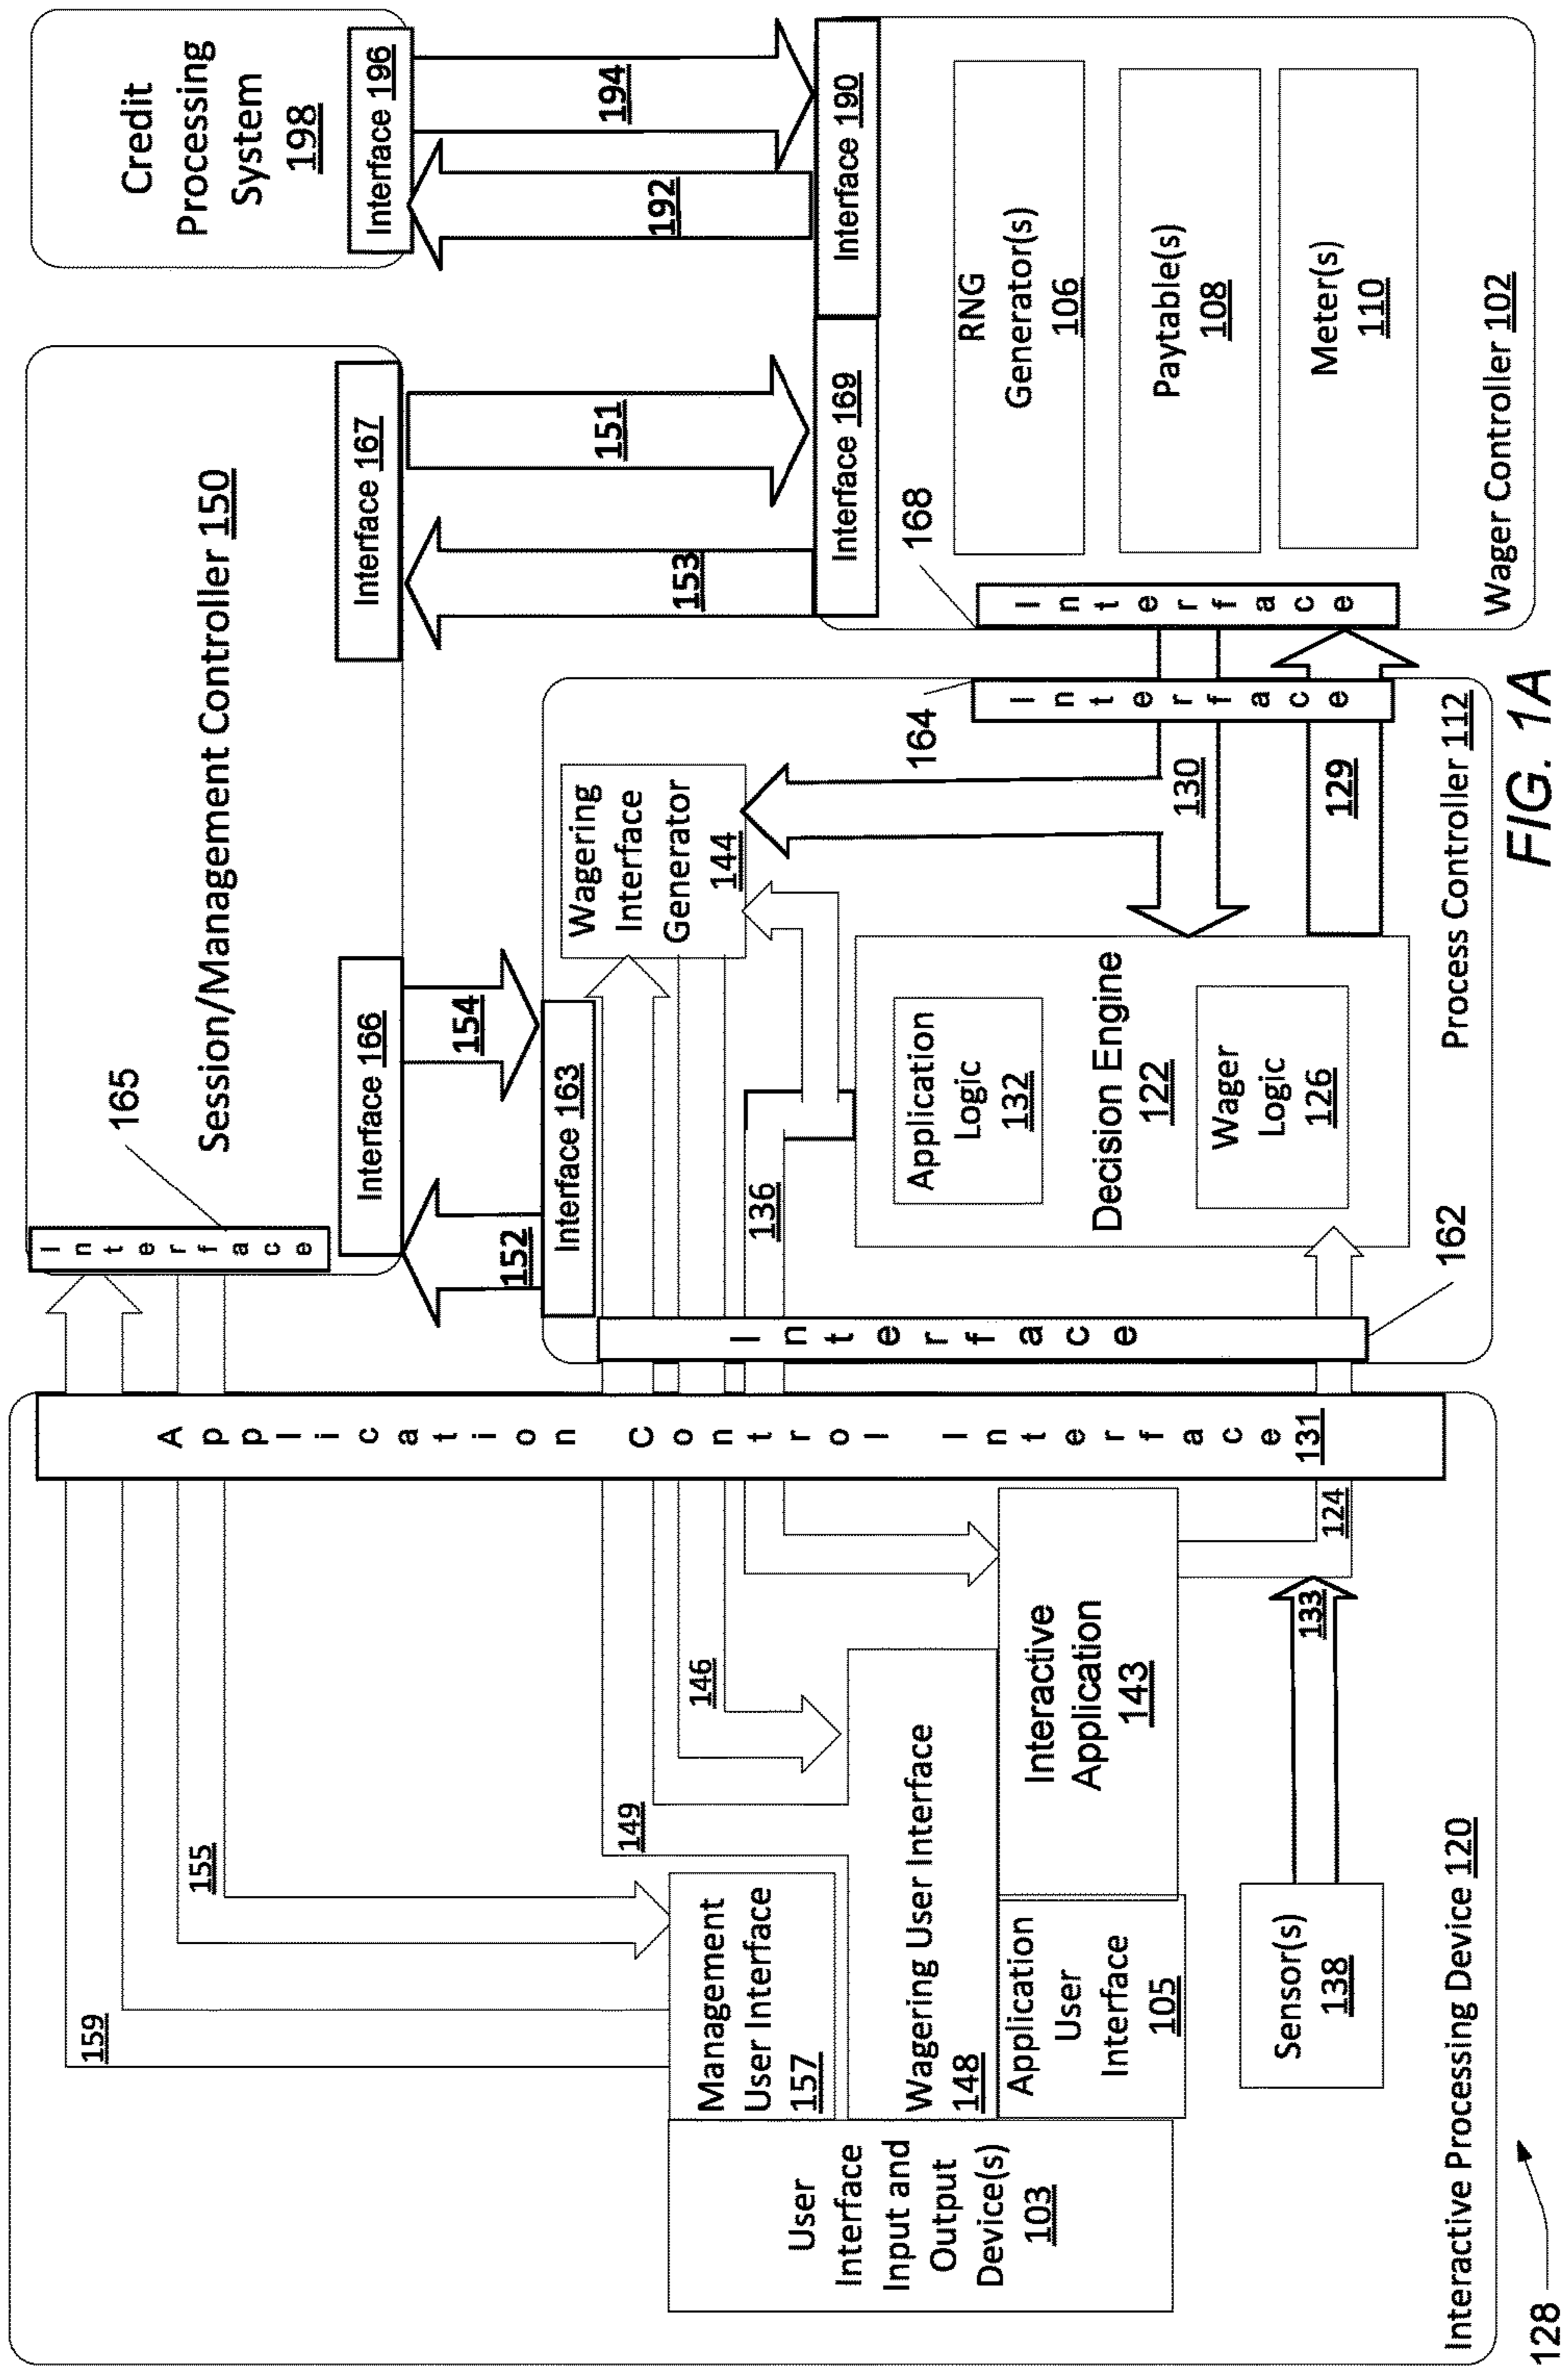 Interactive Processing Device 120
User
Interface
Input and
Output
Device(s)
103
Management
User Interface
157
Wagering User Interface
148
Application
User
Interface
105
Interactive
Application
143
Sensor(s)
138
159
155
149
146
133
124
Application Control Interface 131
Session/Management Controller 150
165
Interface
Interface 166
Interface 167
152
154
153
151
Credit
Processing
System
198
Interface 196
192
194
Interface 163
Interface
162
136
Wagering
Interface
Generator
144
Application
Logic
132
Decision Engine
122
Wager
Logic
126
130
129
164
Interface
Process Controller 112
Interface 169
Interface 190
168
Interface
RNG
Generator(s)
106
Paytable(s)
108
Meter(s)
110
Wager Controller 102
128
FIG. 1A